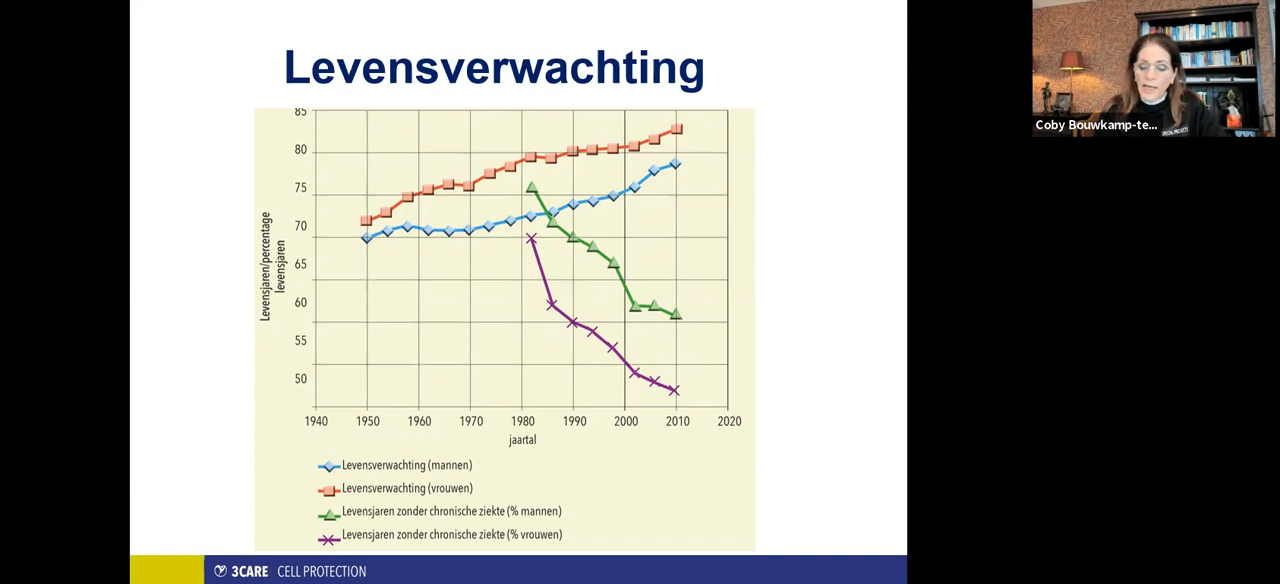 Levensverwachting
85
80
75
70
65
60
55
50
Levensjaren/percentage
levensjaren
1940 1950 1960 1970 1980 1990 2000 2010 2020
jaartal
Levensverwachting (mannen)
Levensverwachting (vrouwen)
Levensjaren zonder chronische ziekte (% mannen)
Levensjaren zonder chronische ziekte (% vrouwen)
3CARE CELL PROTECTION
Coby Bouwkamp-te...
SPECIAL PROJECTS